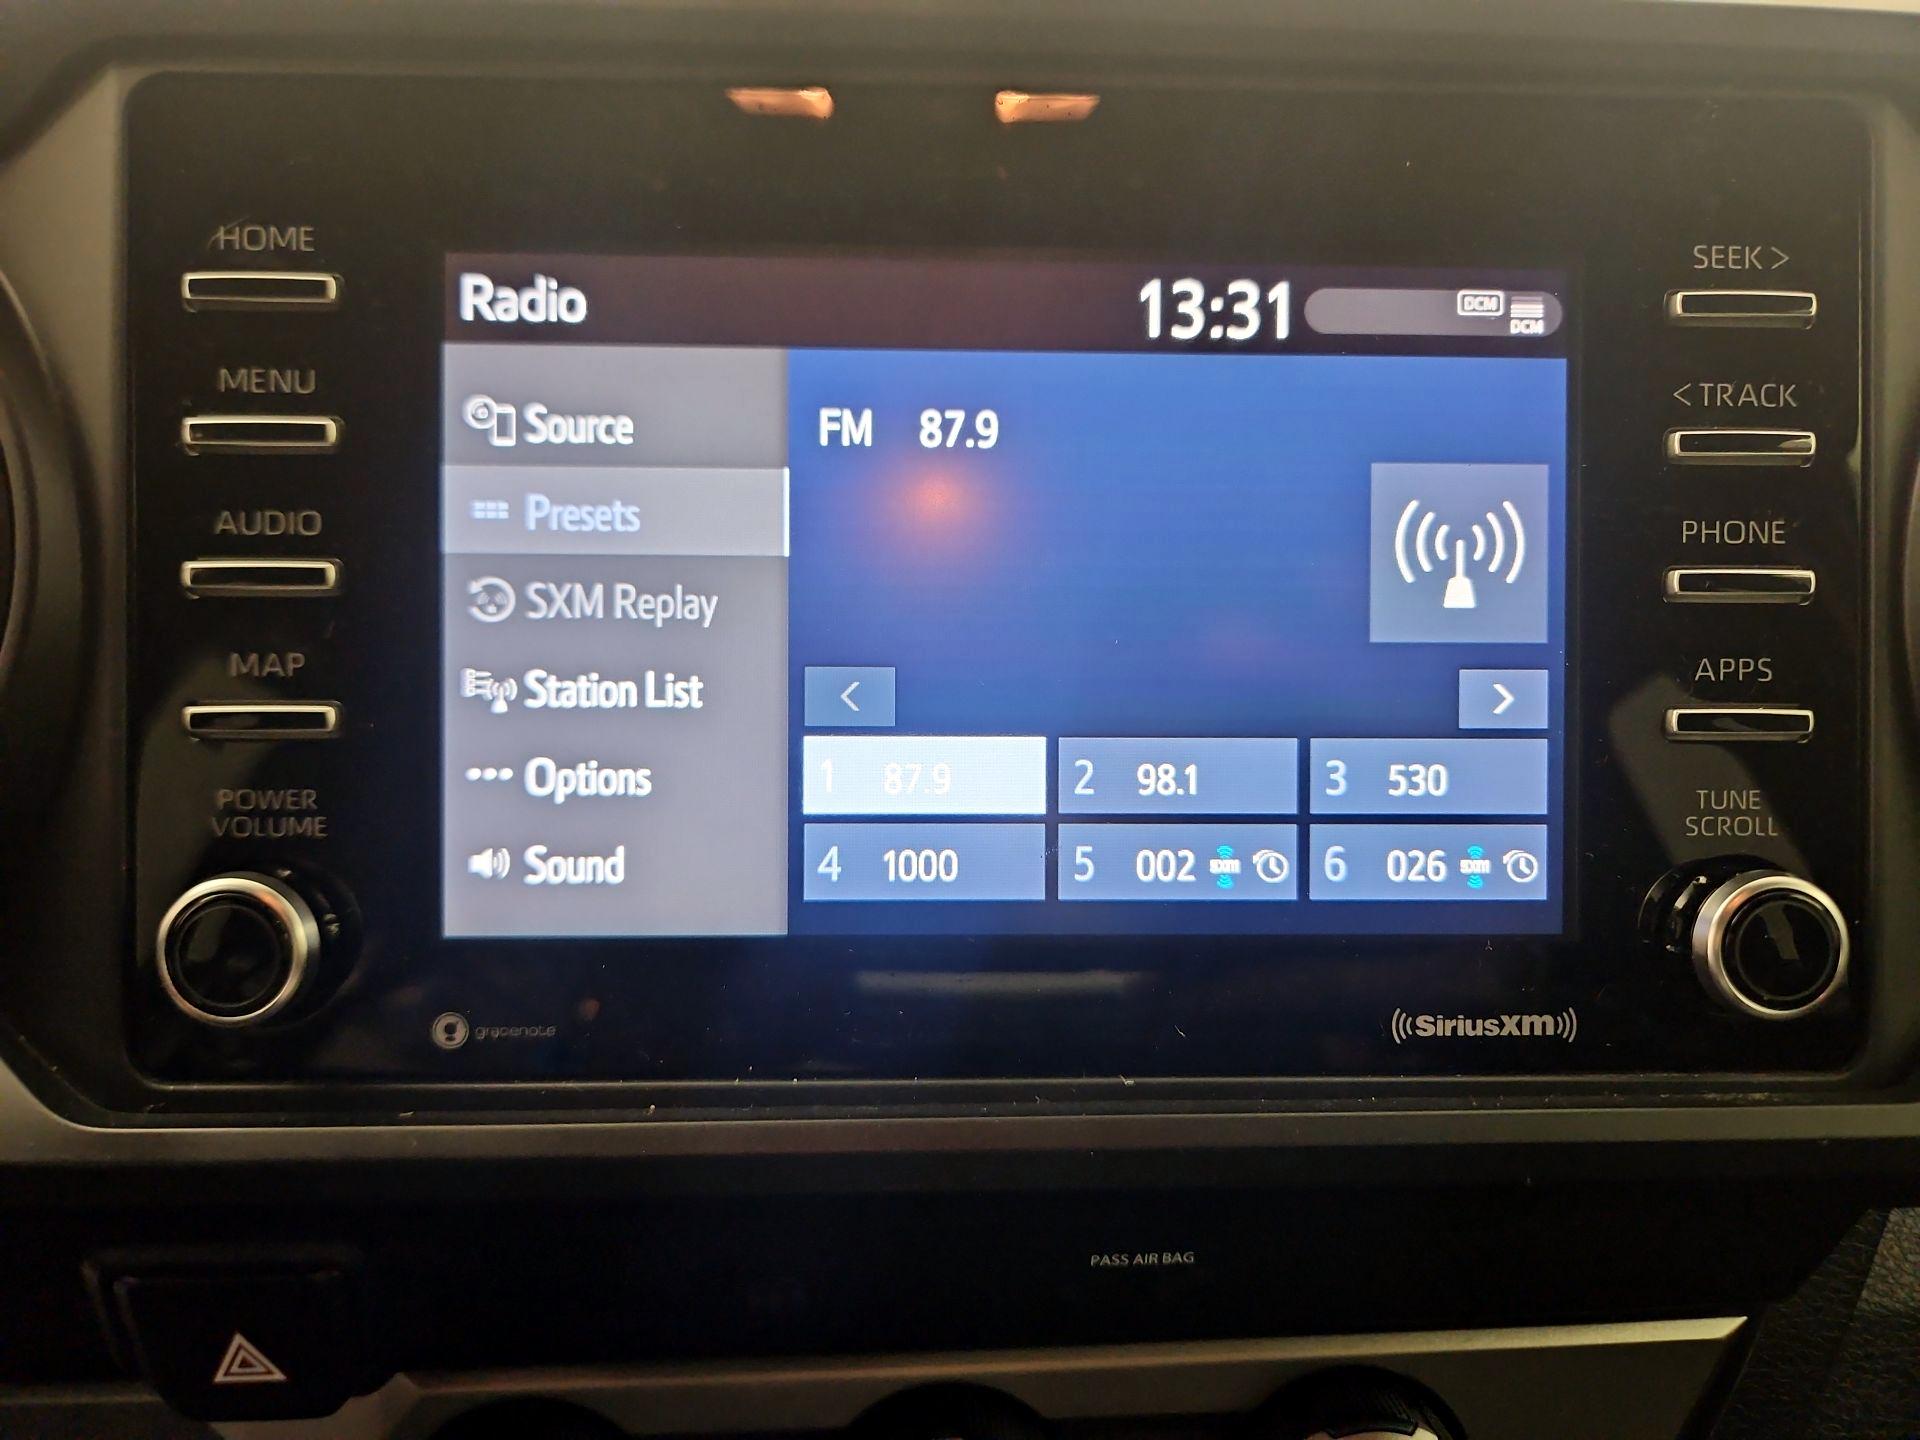 HOME
MENU
AUDIO
MAP
POWER
VOLUME
Radio
13:31
DCM
DCM
Source
Presets
SXM Replay
Station List
Options
Sound
FM 87.9
<
>
1 87.9
2 98.1
3 530
4 1000
5 002 sxm
6 026 sxm
SEEK >
< TRACK
PHONE
APPS
TUNE
SCROLL
gracenote
((SiriusXM))
PASS AIR BAG